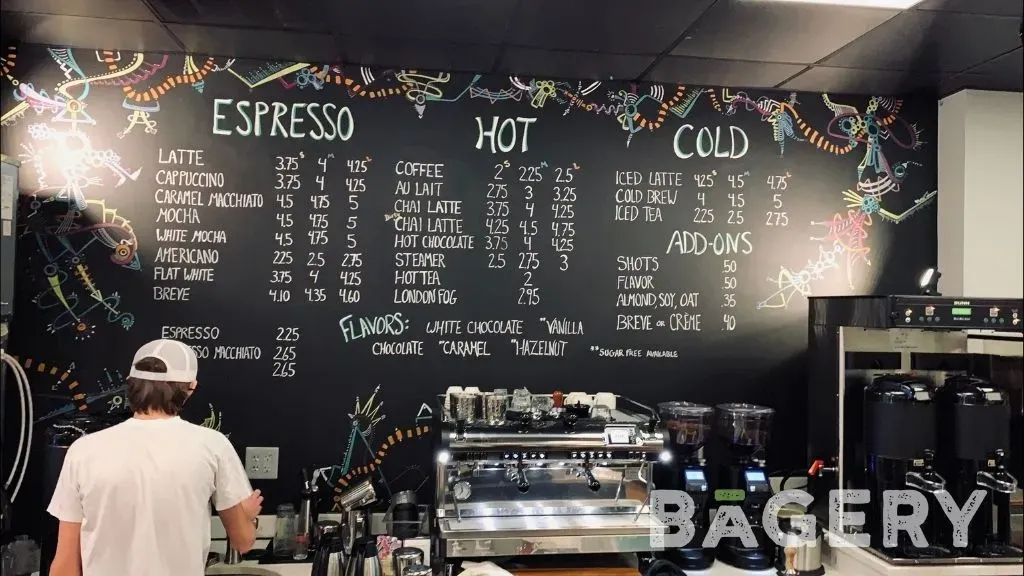 ESPRESSO
LATTE 3.75 4 4.25
CAPPUCCINO 3.75 4 4.25
CARAMEL MACCHIATO 4.5 4.75 5
MOCHA 4.5 4.75 5
WHITE MOCHA 4.5 4.75 5
AMERICANO 2.25 2.5 2.75
FLAT WHITE 3.75 4 4.25
BREVE 4.10 4.35 4.60
ESPRESSO 2.25
MACCHIATO 2.65
2.65
HOT
COFFEE 2 2.25 2.5
AU LAIT 2.75 3 3.25
CHAI LATTE 3.75 4 4.25
CHAI LATTE 4.25 4.5 4.75
HOT CHOCOLATE 3.75 4 4.25
STEAMER 2.5 2.75 3
HOT TEA 2
LONDON FOG 2.95
COLD
ICED LATTE 4.25 4.5 4.75
COLD BREW 4 4.5 5
ICED TEA 2.25 2.5 2.75
ADD-ONS
SHOTS .50
FLAVOR .50
ALMOND, SOY, OAT .35
BREVE OR CRÈME .40
FLAVORS: WHITE CHOCOLATE *VANILLA
CHOCOLATE *CARAMEL *HAZELNUT **SUGAR FREE AVAILABLE
BUNN
BAGERY